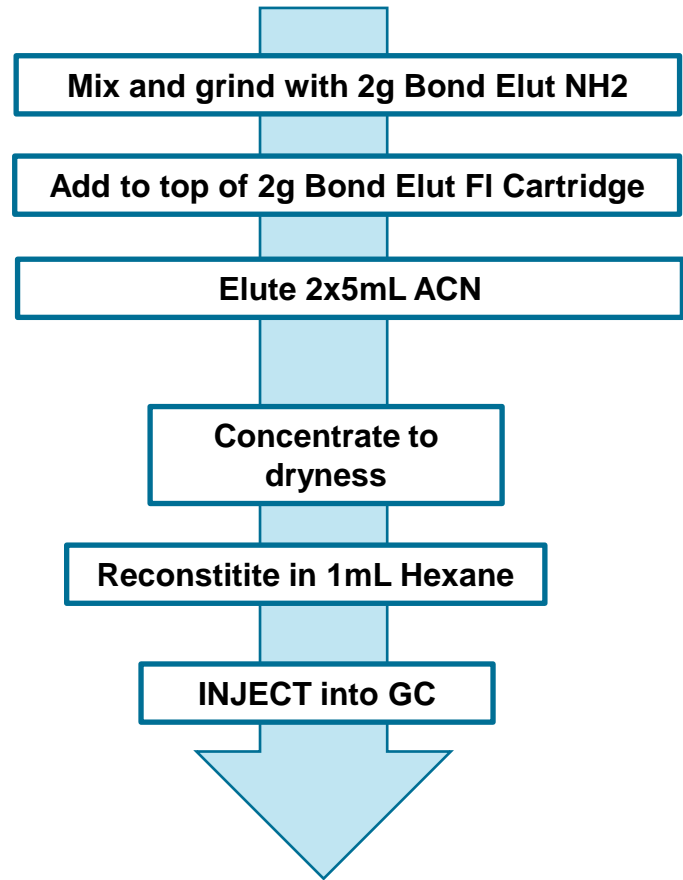 Mix and grind with 2g Bond Elut NH2
Add to top of 2g Bond Elut Fl Cartridge
Elute 2x5mL ACN
Concentrate to
dryness
Reconstitite in 1mL Hexane
INJECT into GC